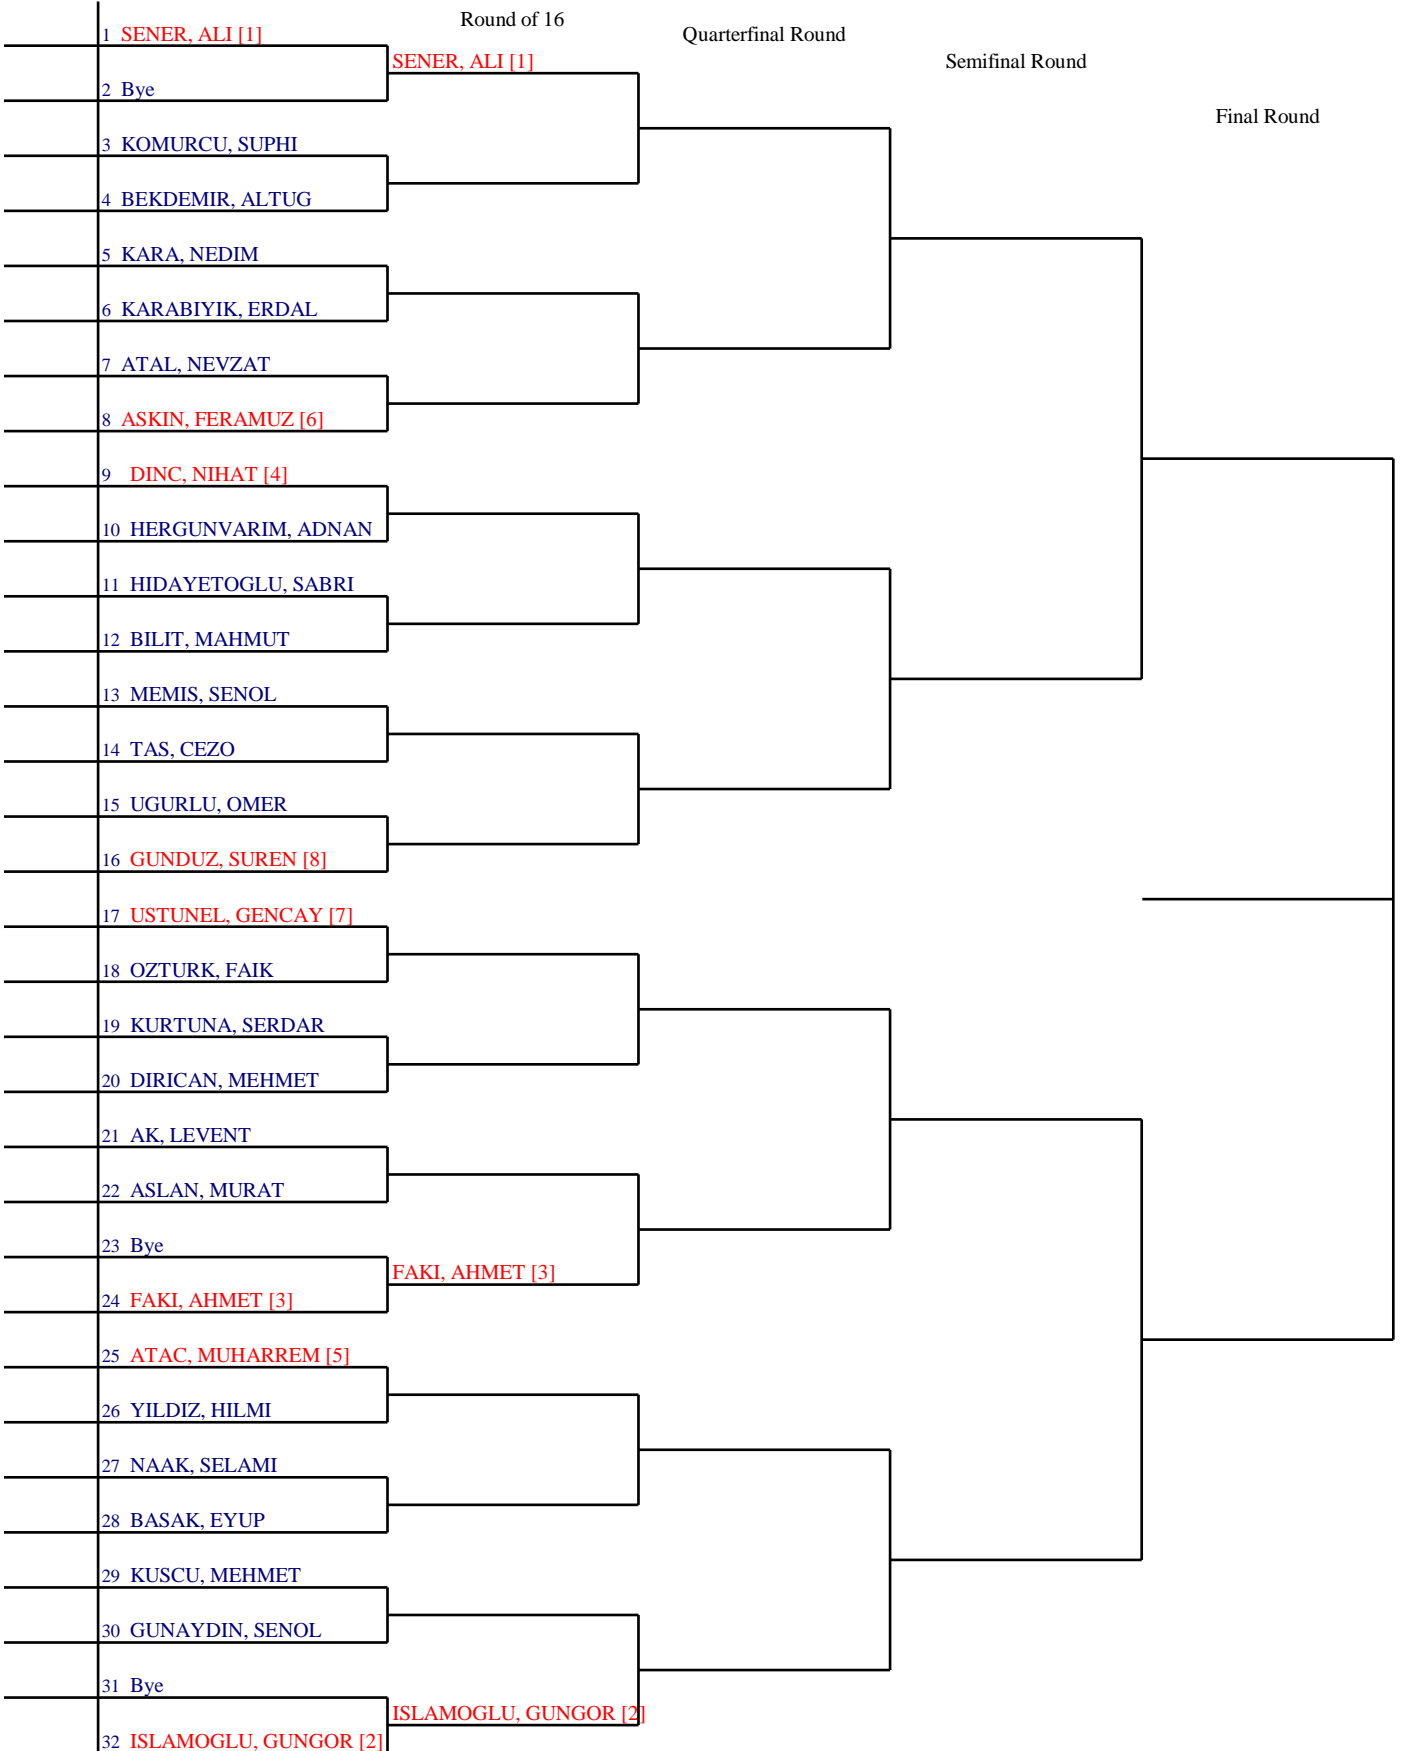 Round of 16
Quarterfinal Round
Semifinal Round
Final Round
1 SENER, ALI [1]
SENER, ALI [1]
2 Bye
3 KOMURCU, SUPHI
4 BEKDEMIR, ALTUG
5 KARA, NEDIM
6 KARABIYIK, ERDAL
7 ATAL, NEVZAT
8 ASKIN, FERAMUZ [6]
9 DINC, NIHAT [4]
10 HERGUNVARIM, ADNAN
11 HIDAYETOGLU, SABRI
12 BILIT, MAHMUT
13 MEMIS, SENOL
14 TAS, CEZO
15 UGURLU, OMER
16 GUNDUZ, SUREN [8]
17 USTUNEL, GENCAY [7]
18 OZTURK, FAIK
19 KURTUNA, SERDAR
20 DIRICAN, MEHMET
21 AK, LEVENT
22 ASLAN, MURAT
23 Bye
FAKI, AHMET [3]
24 FAKI, AHMET [3]
25 ATAC, MUHARREM [5]
26 YILDIZ, HILMI
27 NAAK, SELAMI
28 BASAK, EYUP
29 KUSCU, MEHMET
30 GUNAYDIN, SENOL
31 Bye
ISLAMOGLU, GUNGOR [2]
32 ISLAMOGLU, GUNGOR [2]